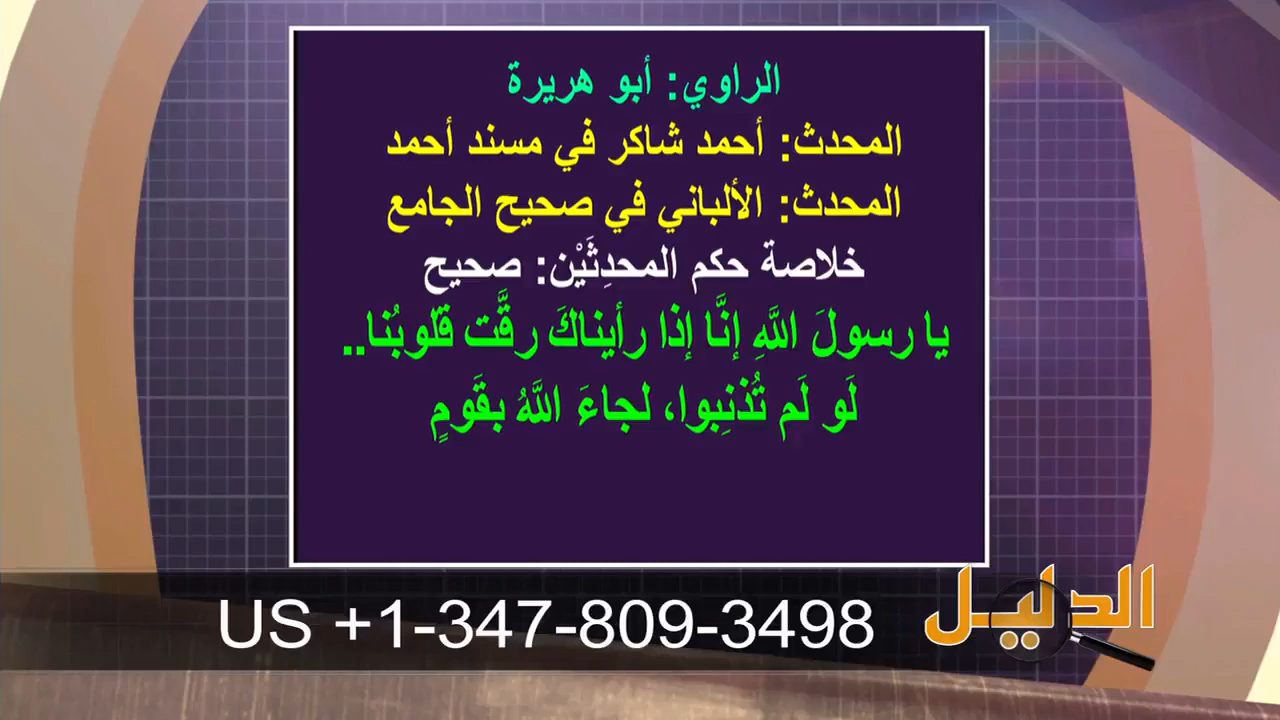 الراوي: أبو هريرة
المحدث: أحمد شاكر في مسند أحمد
المحدث: الألباني في صحيح الجامع
خلاصة حكم المحدِثَيْن: صحيح
يا رسولَ اللَّهِ إنَّا إذا رأيناكَ رقَّت قلوبُنا..
لَو لَم تُذنِبوا، لجاءَ اللَّهُ بقَومٍ
US +1-347-809-3498
الدليل